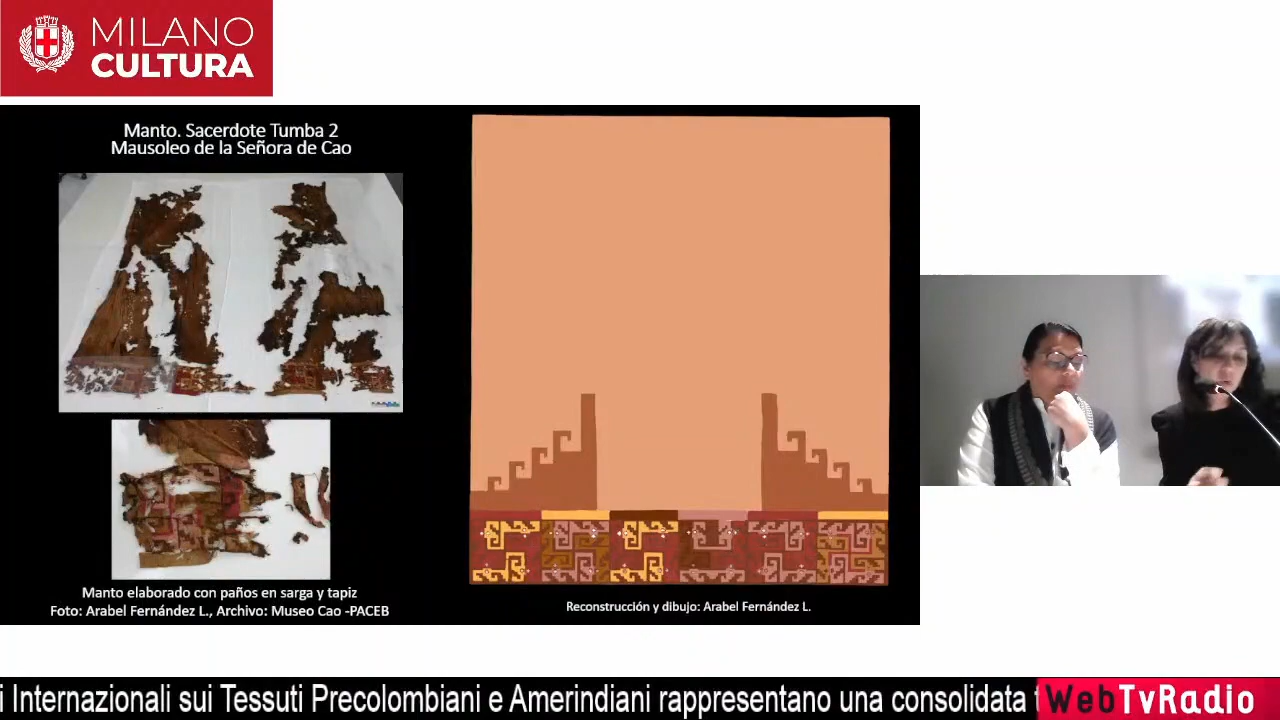 MILANO
CULTURA
Manto. Sacerdote Tumba 2
Mausoleo de la Señora de Cao
Manto elaborado con paños en sarga y tapiz
Foto: Arabel Fernández L., Archivo: Museo Cao -PACEB
Reconstrucción y dibujo: Arabel Fernández L.
i Internazionali sui Tessuti Precolombiani e Amerindiani rappresentano una consolidata
WebTvRadio